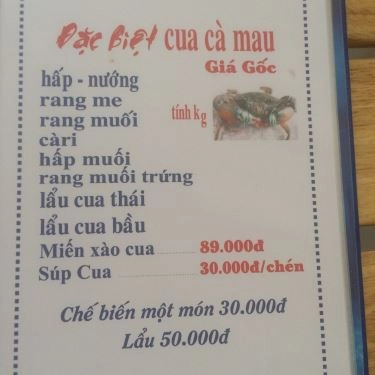 Đặc Biệt cua cà mau
Giá Gốc
hấp - nướng
rang me
rang muối
tính kg
càri
hấp muối
rang muối trứng
lẩu cua thái
lẩu cua bầu
Miến xào cua 89.000đ
Súp Cua 30.000đ/chén
Chế biến một món 30.000đ
Lẩu 50.000đ